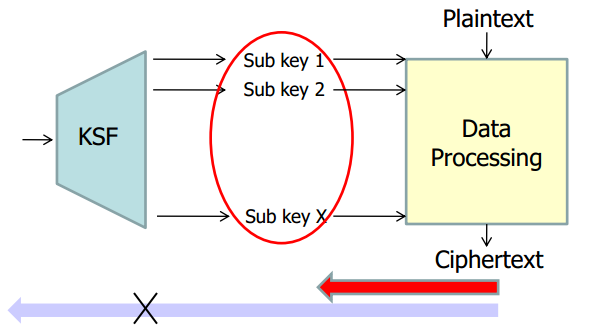 Plaintext
Sub key 1
Sub key 2
KSF
Data
Processing
Sub key X
Ciphertext